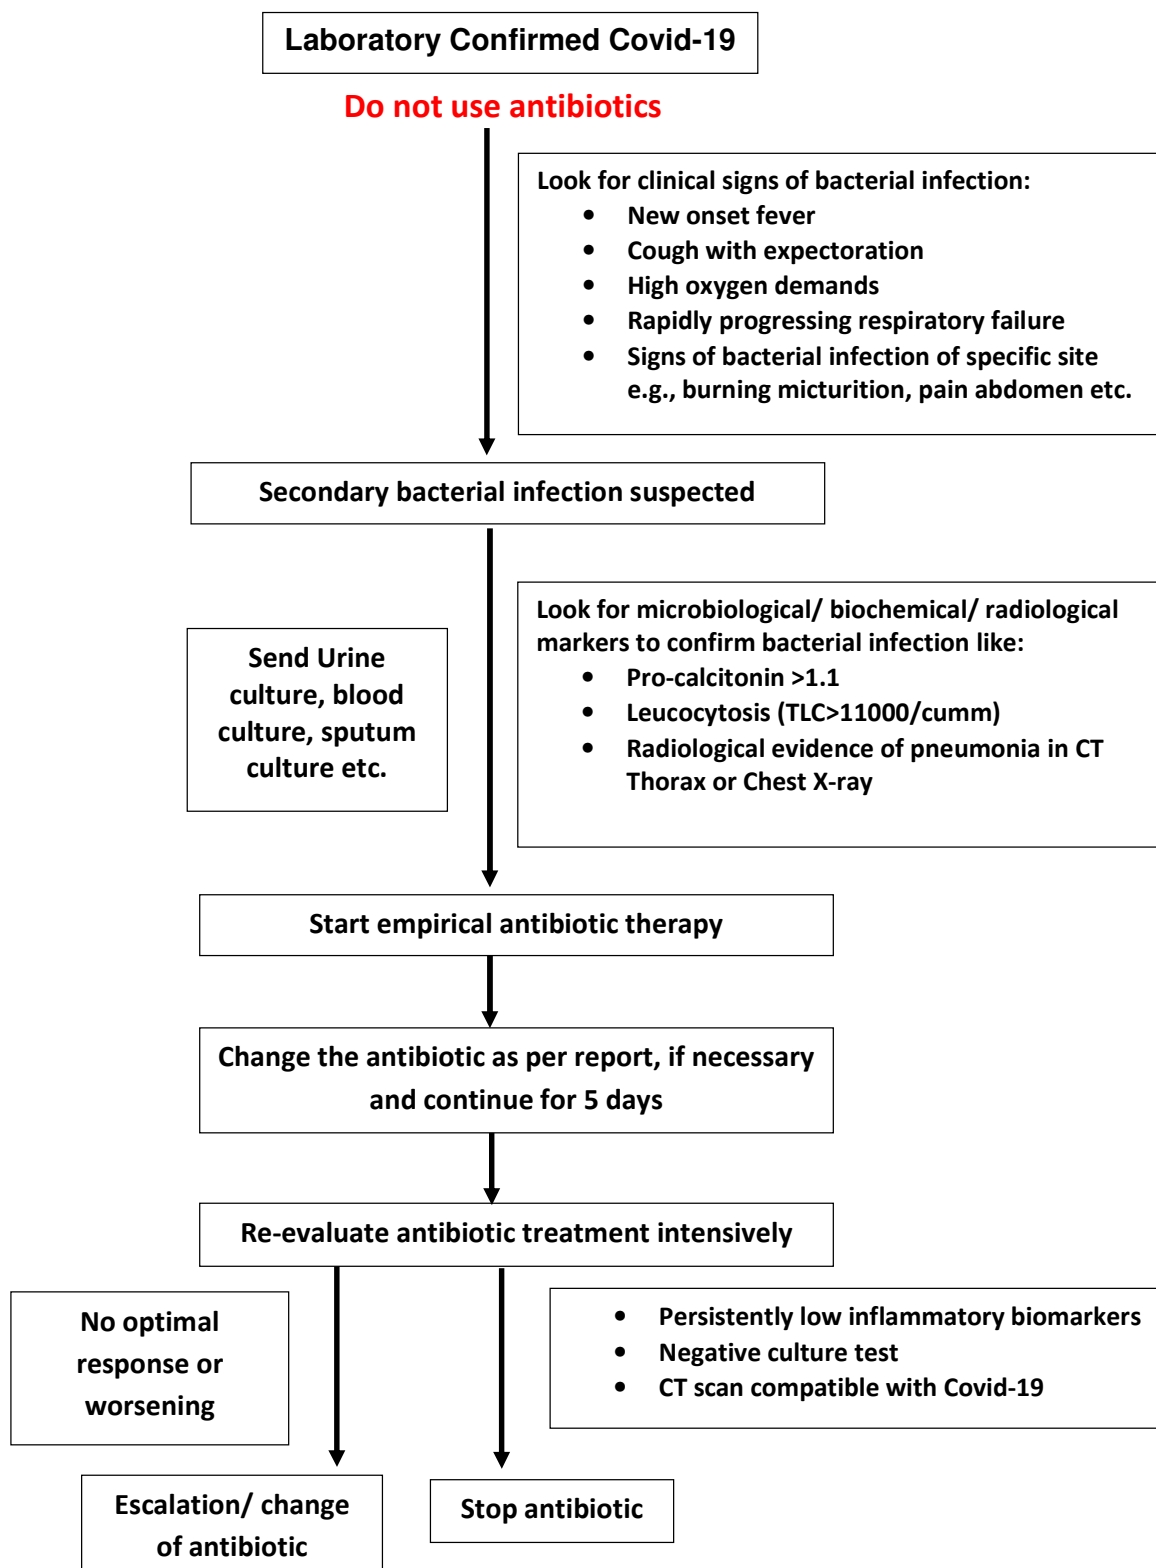 Laboratory Confirmed Covid-19
Do not use antibiotics
Look for clinical signs of bacterial infection:
• New onset fever
• Cough with expectoration
• High oxygen demands
• Rapidly progressing respiratory failure
• Signs of bacterial infection of specific site
e.g., burning micturition, pain abdomen etc.
Secondary bacterial infection suspected
Send Urine
culture, blood
culture, sputum
culture etc.
Look for microbiological/ biochemical/ radiological
markers to confirm bacterial infection like:
• Pro-calcitonin >1.1
• Leucocytosis (TLC>11000/cumm)
• Radiological evidence of pneumonia in CT
Thorax or Chest X-ray
Start empirical antibiotic therapy
Change the antibiotic as per report, if necessary
and continue for 5 days
Re-evaluate antibiotic treatment intensively
No optimal
response or
worsening
• Persistently low inflammatory biomarkers
• Negative culture test
• CT scan compatible with Covid-19
Escalation/ change
of antibiotic
Stop antibiotic